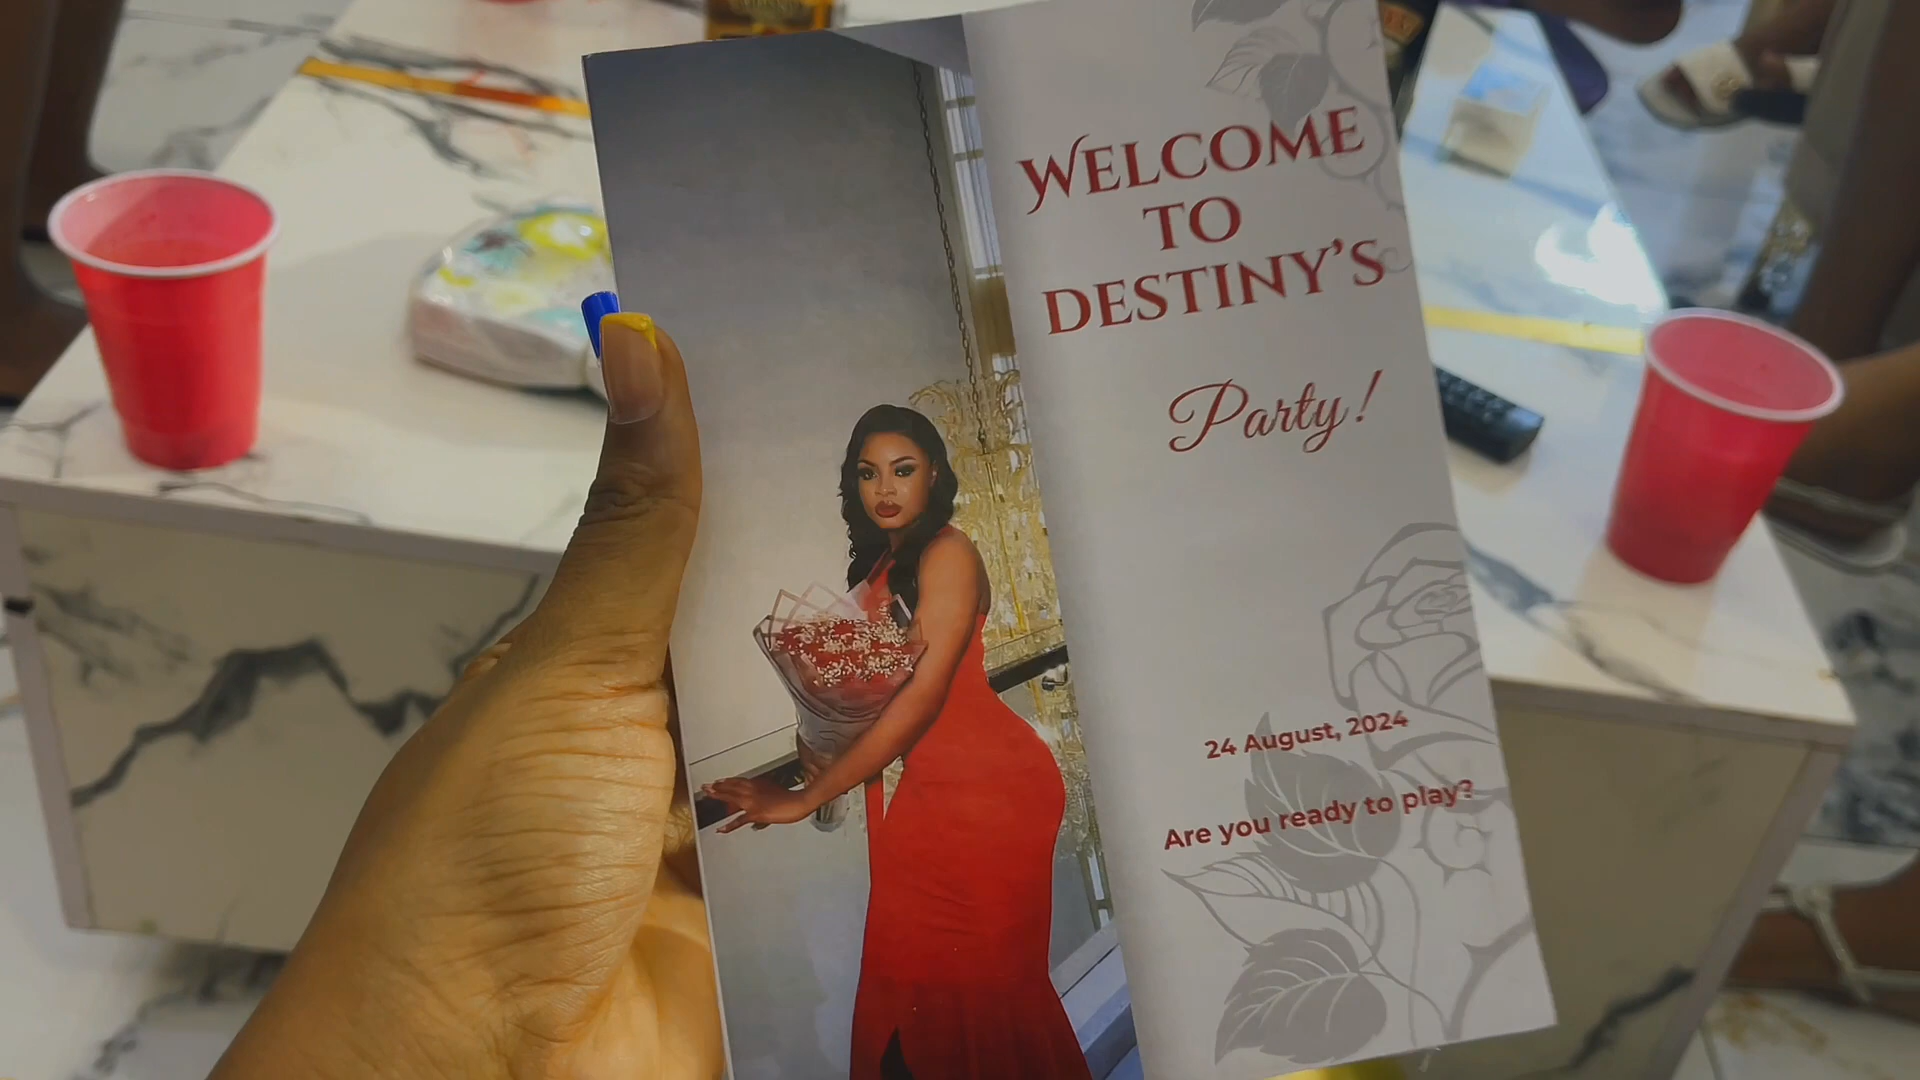 WELCOME
TO
DESTINY'S
Party!
24 August, 2024
Are you ready to play?